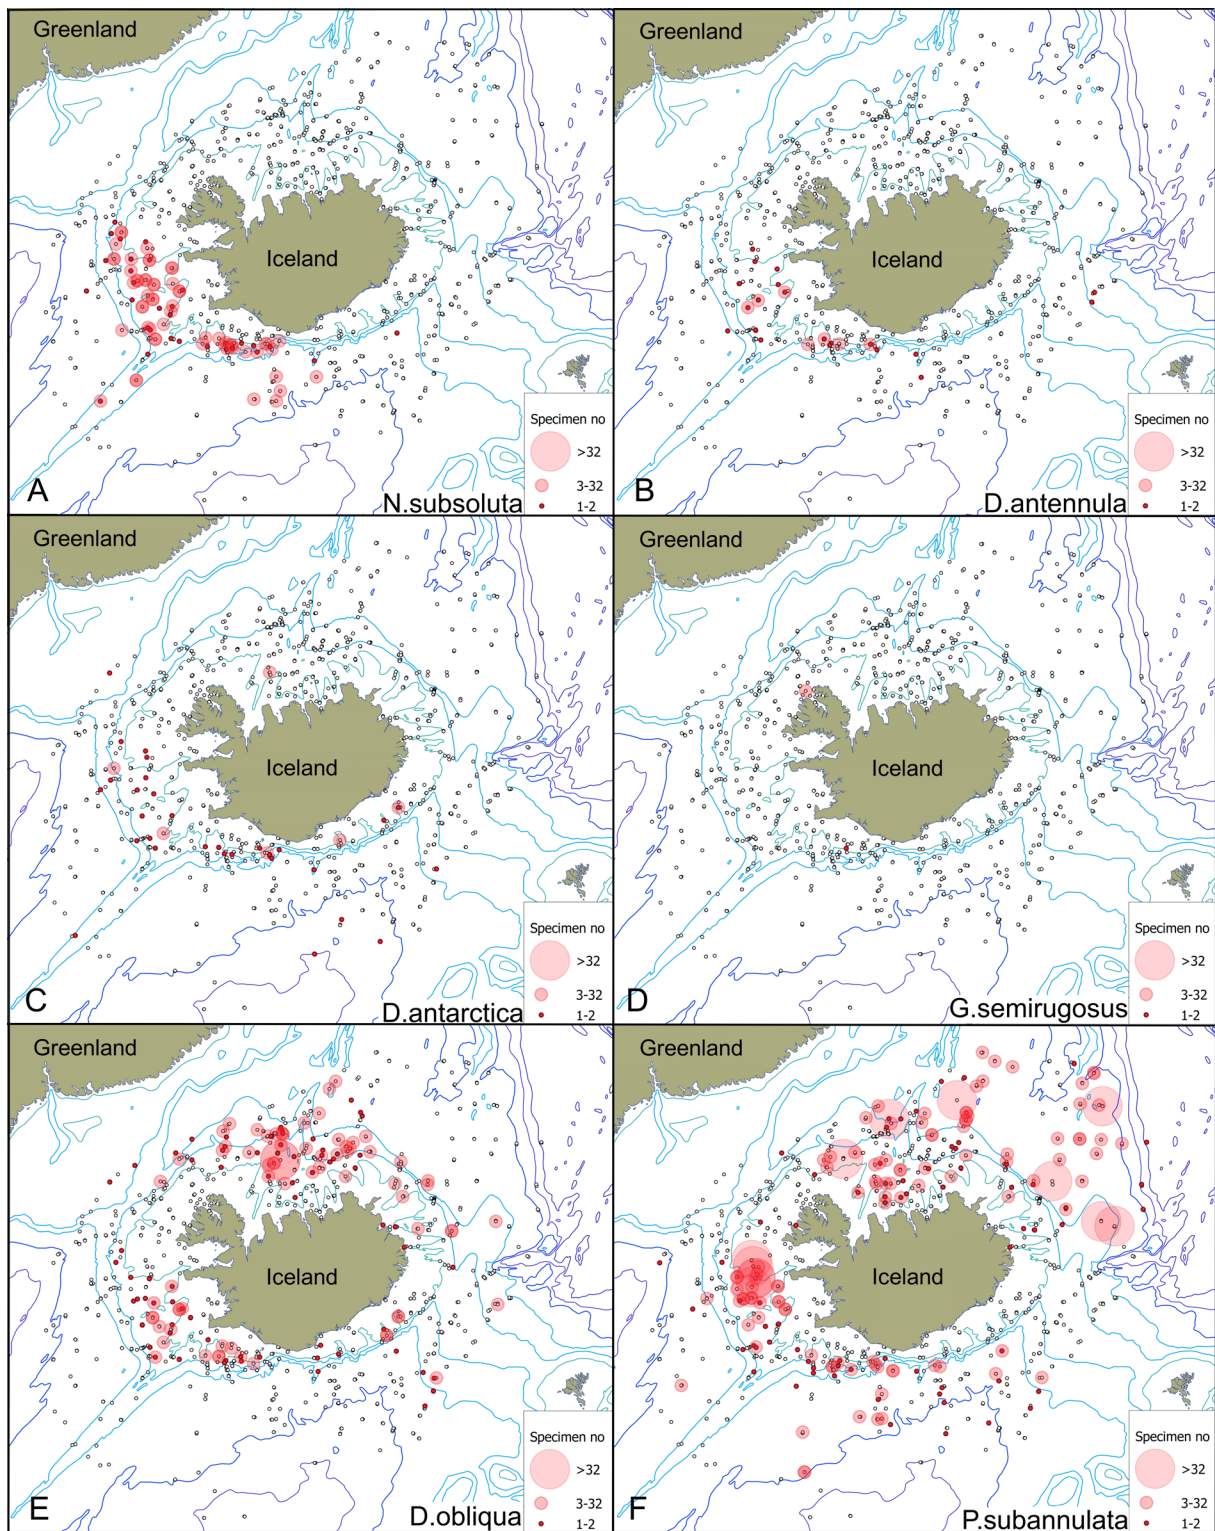 Greenland
Iceland
Specimen no
>32
3-32
1-2
A
N.subsoluta
Greenland
Iceland
Specimen no
>32
3-32
1-2
B
D.antennula
Greenland
Iceland
Specimen no
>32
3-32
1-2
C
D.antarctica
Greenland
Iceland
Specimen no
>32
3-32
1-2
D
G.semirugosus
Greenland
Iceland
Specimen no
>32
3-32
1-2
E
D.obliqua
Greenland
Iceland
Specimen no
>32
3-32
1-2
F
P.subannulata